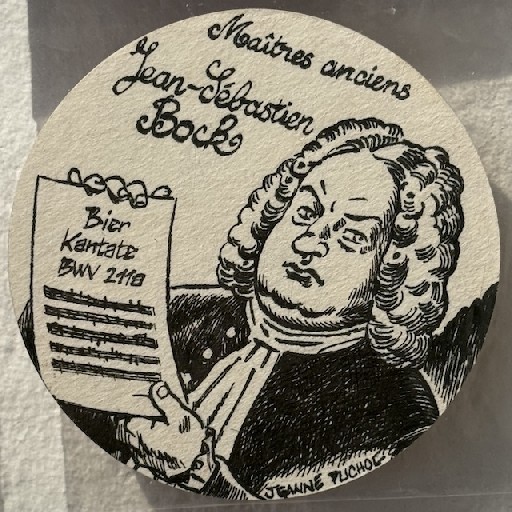 Maîtres anciens
Jean-Sébastien
Bock
Bier
Kantate
BWV 211a
JEANNE PUCHOL